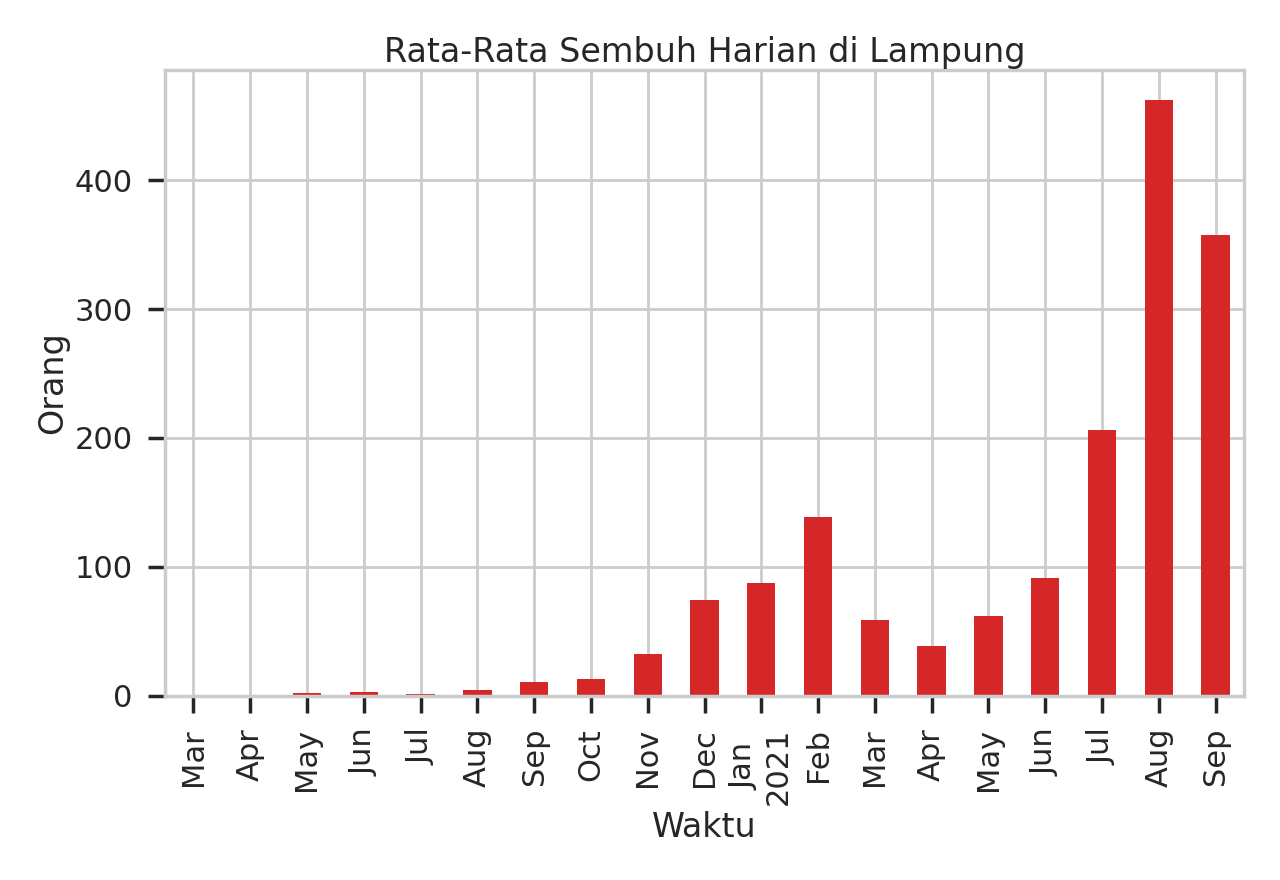 Rata-Rata Sembuh Harian di Lampung
Orang
400
300
200
100
0
Mar
Apr
May
Jun
Jul
Aug
Sep
Oct
Nov
Dec
Jan
2021
Feb
Mar
Apr
May
Jun
Jul
Aug
Sep
Waktu